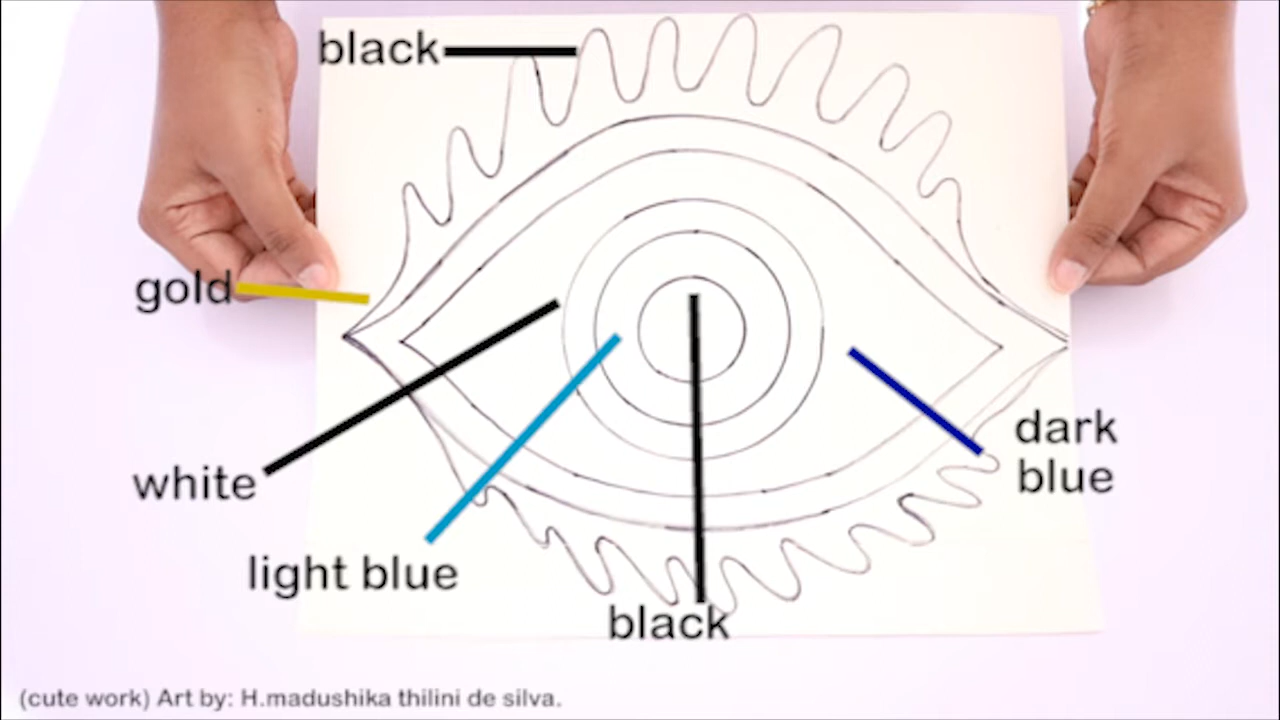 black
gold
white
light blue
black
dark
blue
(cute work) Art by: H.madushika thilini de silva.